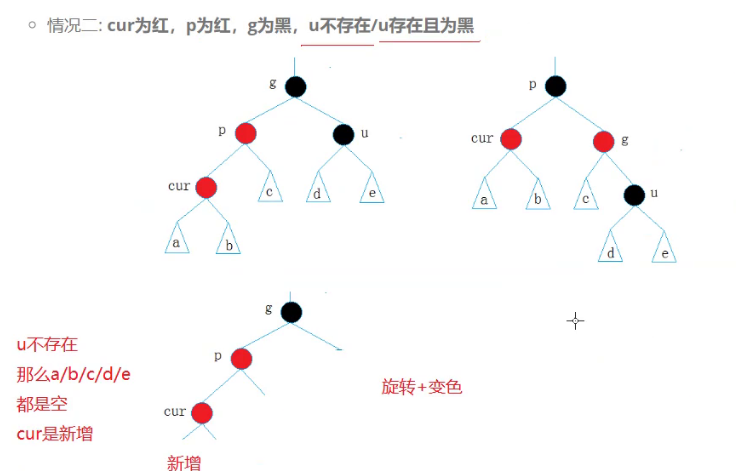 情况二: cur为红，p为红，g为黑，u不存在/u存在且为黑
g
p
u
cur
c
d
e
a
b
p
cur
g
a
b
c
u
d
e
g
p
cur
新增
u不存在
那么a/b/c/d/e
都是空
cur是新增
旋转+变色